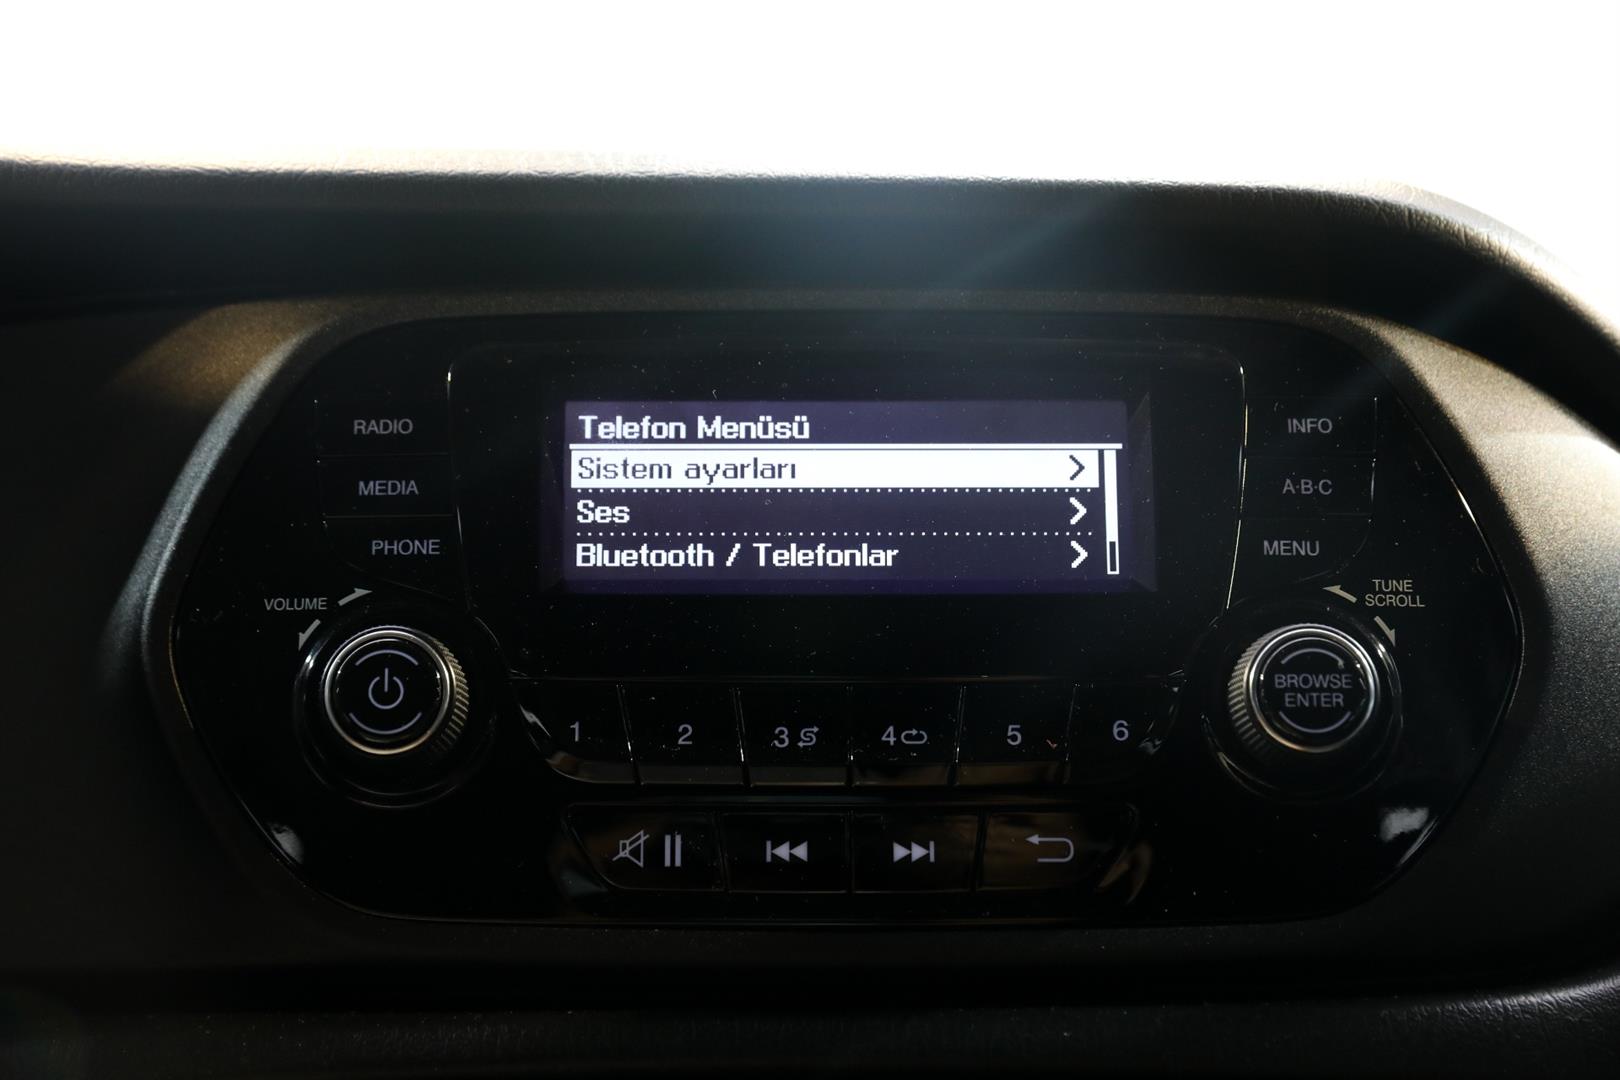 Telefon Menüsü
Sistem ayarları
Ses
Bluetooth / Telefonlar
RADIO
MEDIA
PHONE
VOLUME
INFO
A·B·C
MENU
TUNE
SCROLL
BROWSE
ENTER
1 2 3 4 5 6